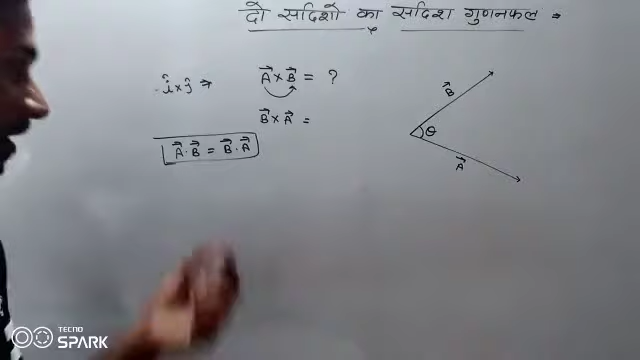 दो सदिशो का सदिश गुणनफल =
î × ĵ ⇒
A⃗ × B⃗ = ?
B⃗ × A⃗ =
A⃗ · B⃗ = B⃗ · A⃗
B⃗
θ
A⃗
TECNO
SPARK